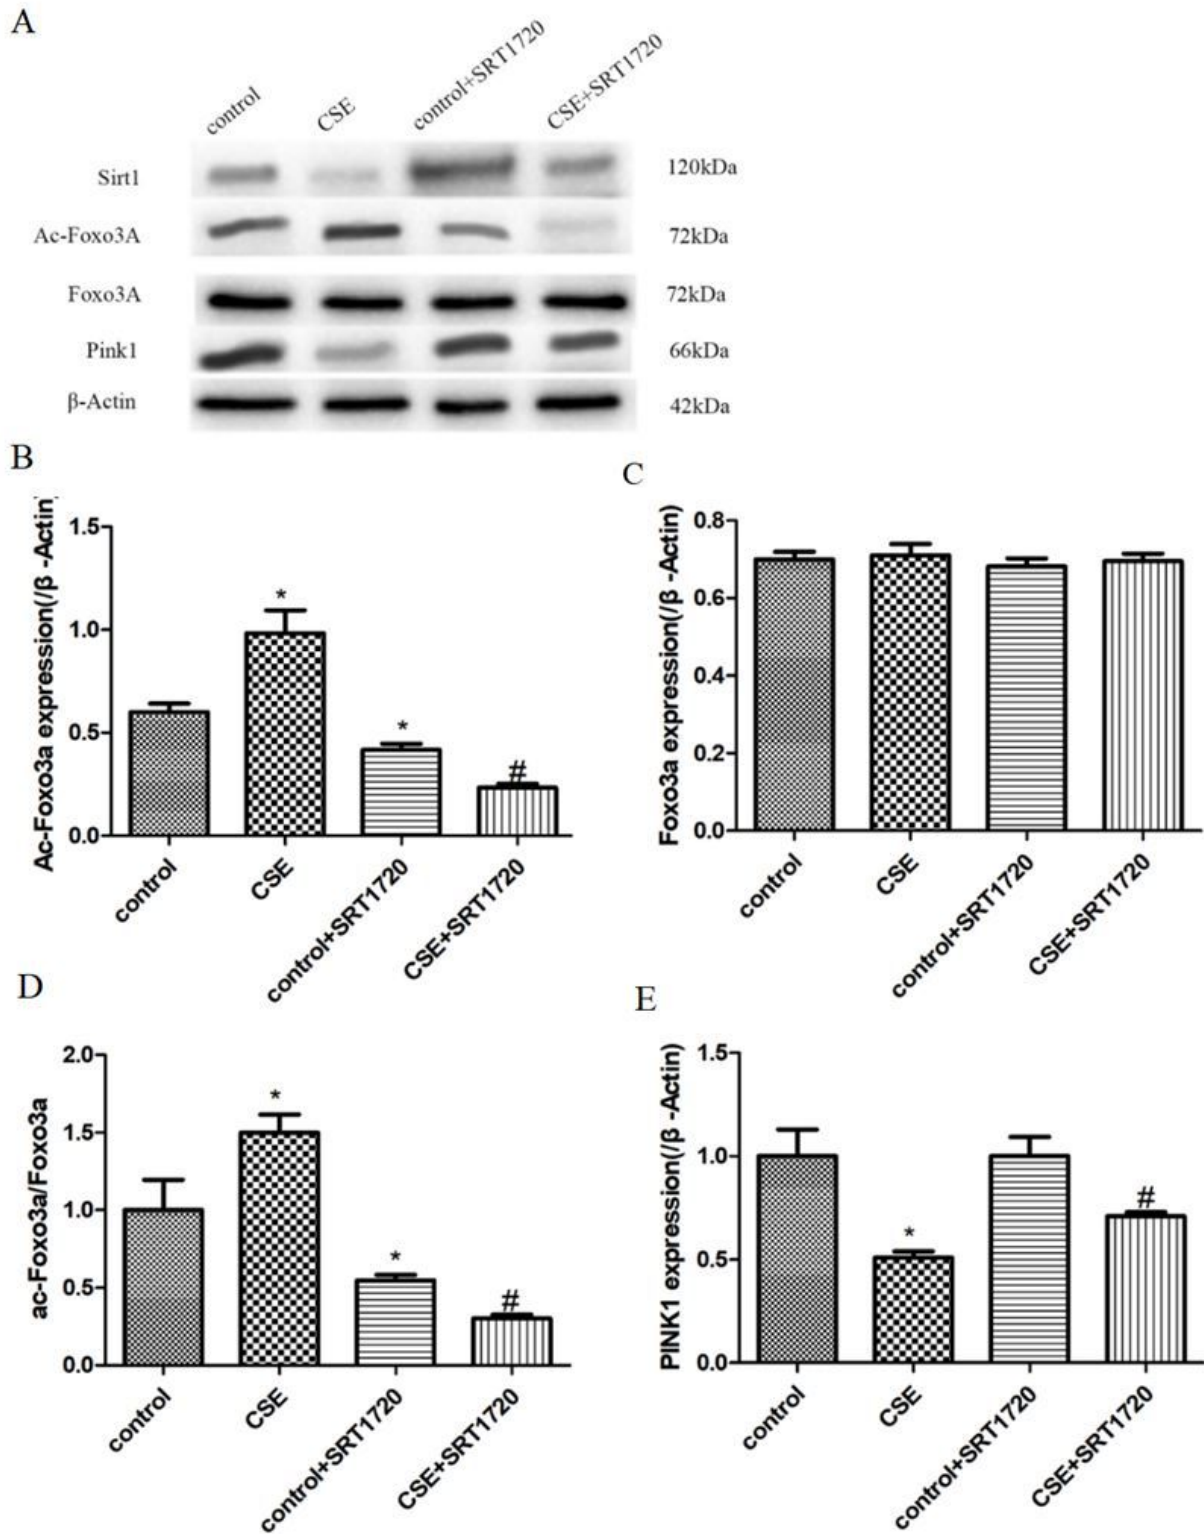 A
control
CSE
control+SRT1720
CSE+SRT1720
Sirt1
120kDa
Ac-Foxo3A
72kDa
Foxo3A
72kDa
Pink1
66kDa
β-Actin
42kDa
B
Ac-Foxo3a expression(/β -Actin
1.5
1.0
0.5
0.0
*
*
#
control
CSE
control+SRT1720
CSE+SRT1720
C
Foxo3a expression(/β -Actin)
0.8
0.6
0.4
0.2
0.0
control
CSE
control+SRT1720
CSE+SRT1720
D
ac-Foxo3a/Foxo3a
2.0
1.5
1.0
0.5
0.0
*
*
#
control
CSE
control+SRT1720
CSE+SRT1720
E
PINK1 expression(/β -Actin)
1.5
1.0
0.5
0.0
*
#
control
CSE
control+SRT1720
CSE+SRT1720